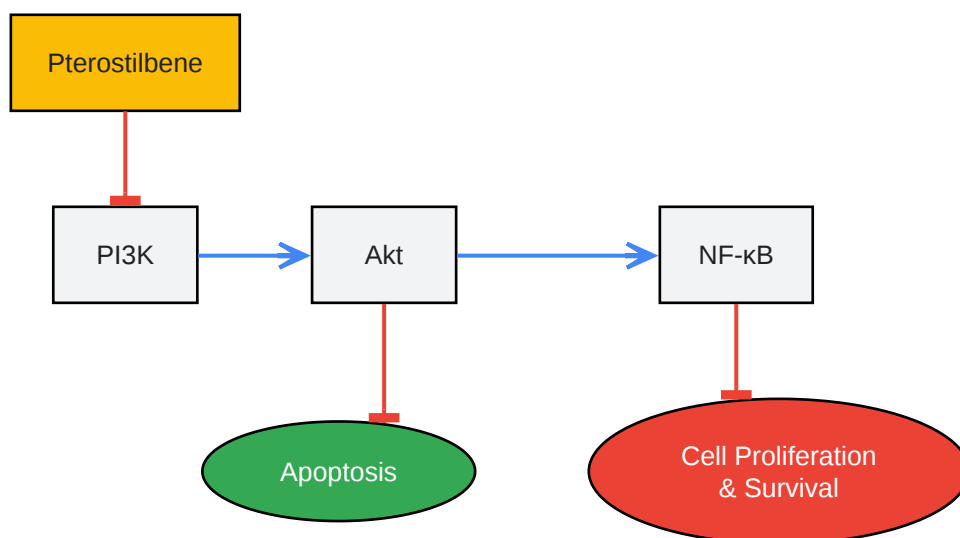 Pterostilbene
PI3K
Akt
NF-κB
Apoptosis
Cell Proliferation
& Survival